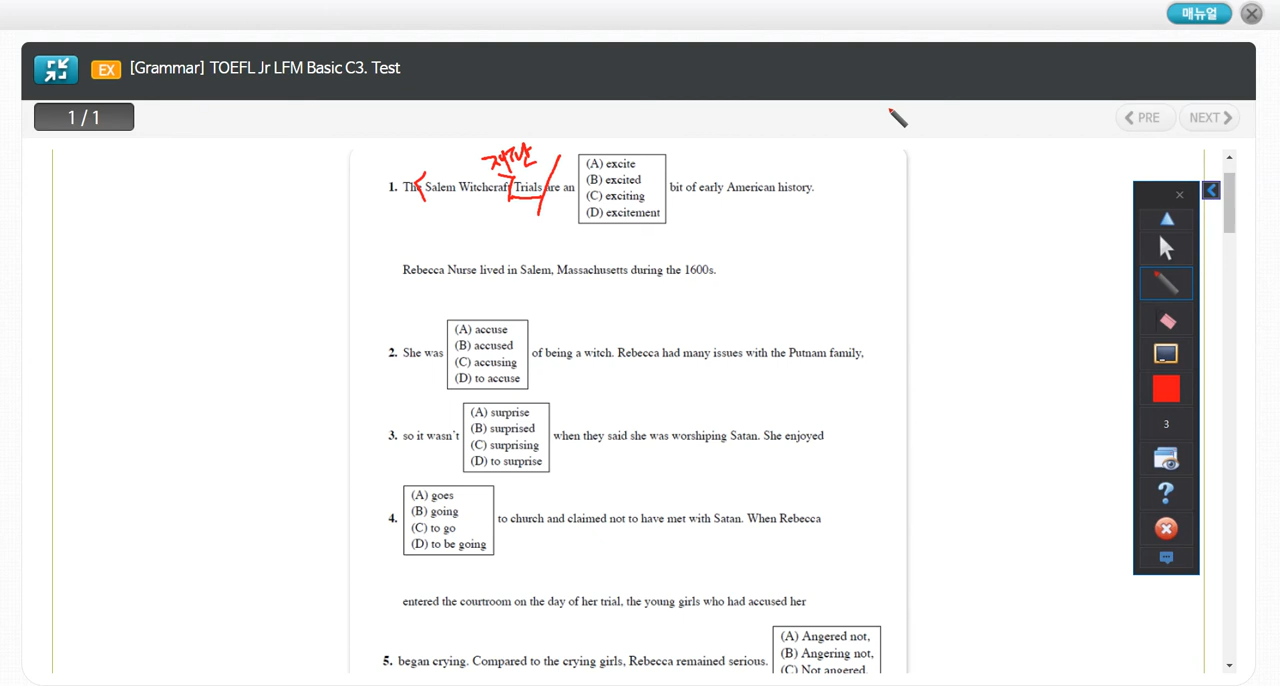 매뉴얼
EX [Grammar] TOEFL Jr LFM Basic C3. Test
1 / 1
PRE NEXT
재판
1. The Salem Witchcraft Trials are an
(A) excite
(B) excited
(C) exciting
(D) excitement
bit of early American history.
Rebecca Nurse lived in Salem, Massachusetts during the 1600s.
2. She was
(A) accuse
(B) accused
(C) accusing
(D) to accuse
of being a witch. Rebecca had many issues with the Putnam family,
3. so it wasn't
(A) surprise
(B) surprised
(C) surprising
(D) to surprise
when they said she was worshiping Satan. She enjoyed
4.
(A) goes
(B) going
(C) to go
(D) to be going
to church and claimed not to have met with Satan. When Rebecca
entered the courtroom on the day of her trial, the young girls who had accused her
5. began crying. Compared to the crying girls, Rebecca remained serious.
(A) Angered not,
(B) Angering not,
(C) Not angered,
3